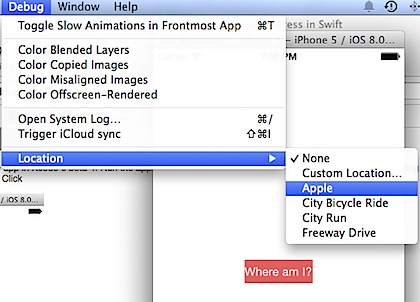 Debug Window Help
Toggle Slow Animations in Frontmost App ⌘T
ress in Swift
Color Blended Layers
– iPhone 5 / iOS 8.0...
Color Copied Images
PM
Color Misaligned Images
Color Offscreen-Rendered
Open System Log... ⌘/
Trigger iCloud sync ⇧⌘I
Location
✓ None
Custom Location...
Apple
City Bicycle Ride
City Run
Freeway Drive
Click
/ iOS 8.0...
Where am I?